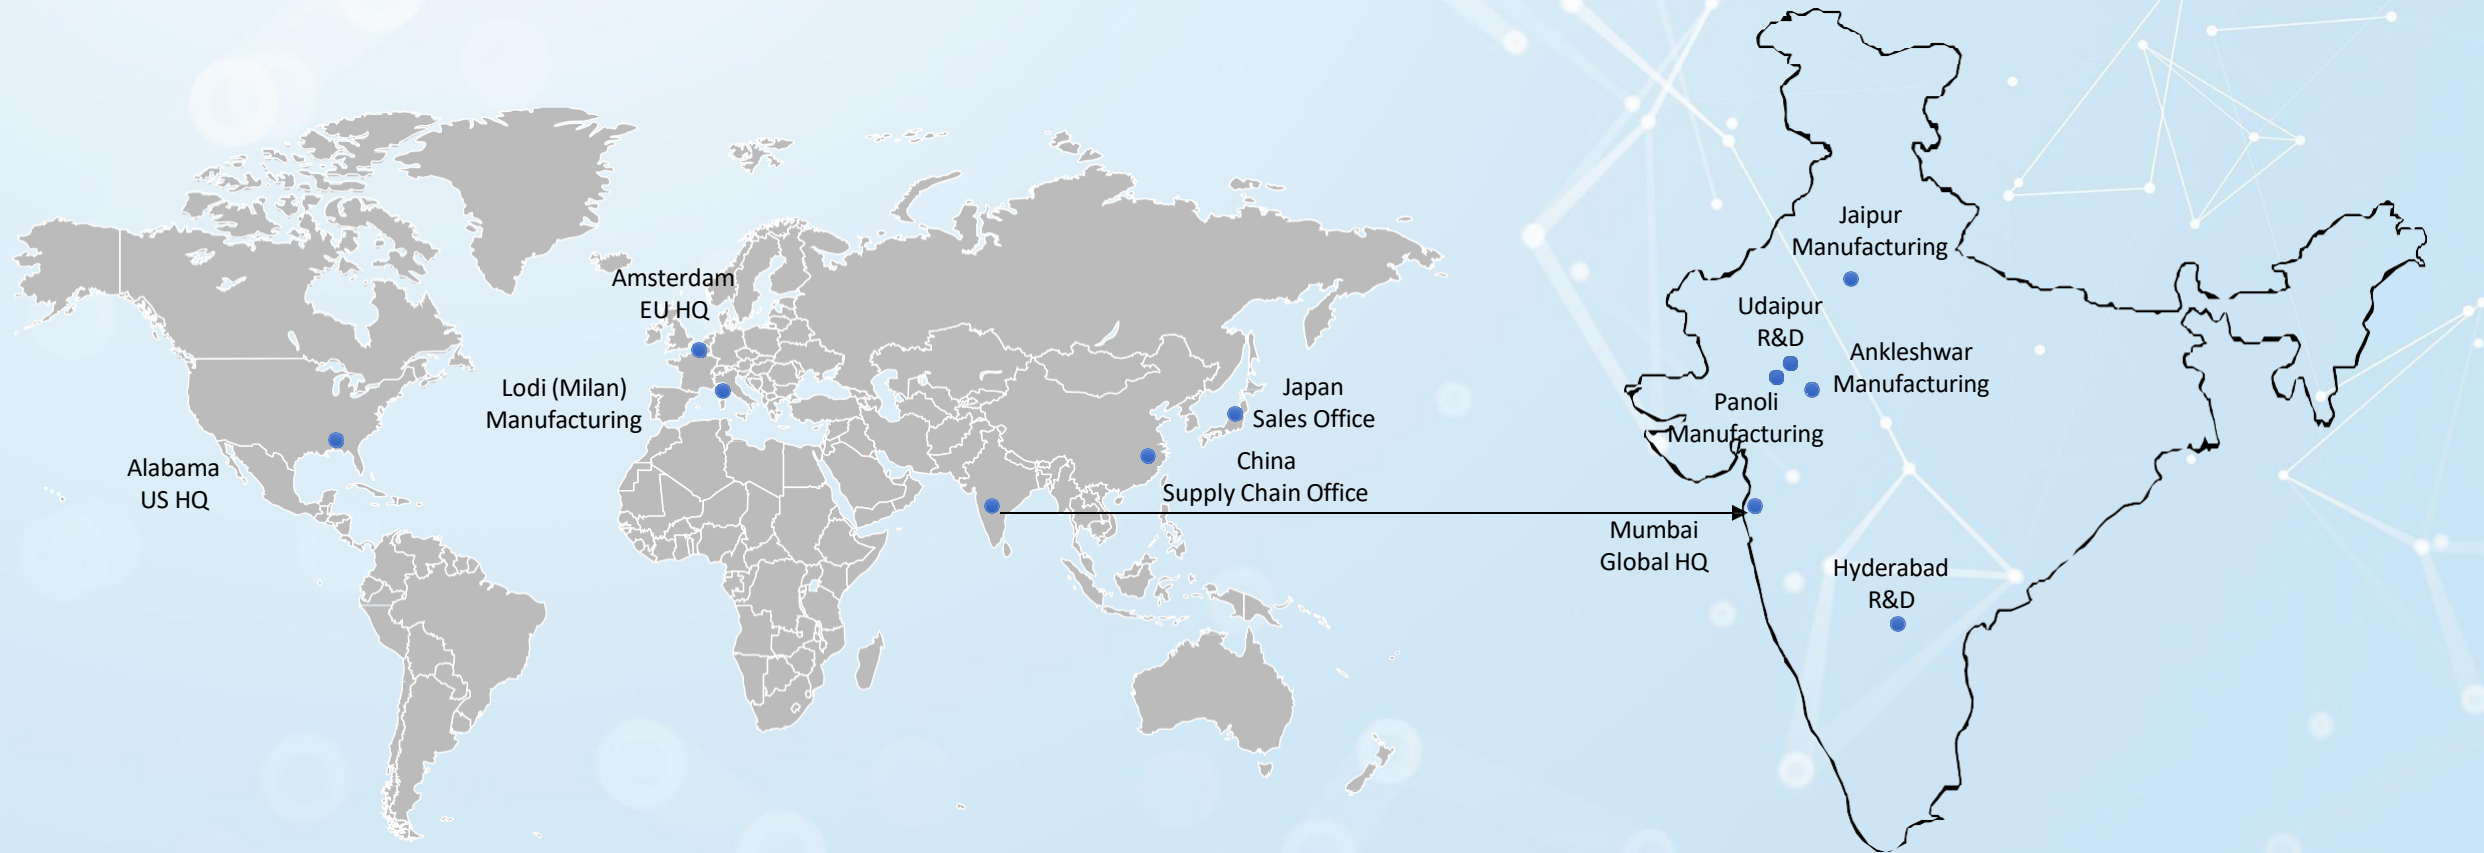 Amsterdam
EU HQ
Lodi (Milan)
Manufacturing
Alabama
US HQ
Japan
Sales Office
China
Supply Chain Office
Jaipur
Manufacturing
Udaipur
R&D
Ankleshwar
Manufacturing
Panoli
Manufacturing
Mumbai
Global HQ
Hyderabad
R&D